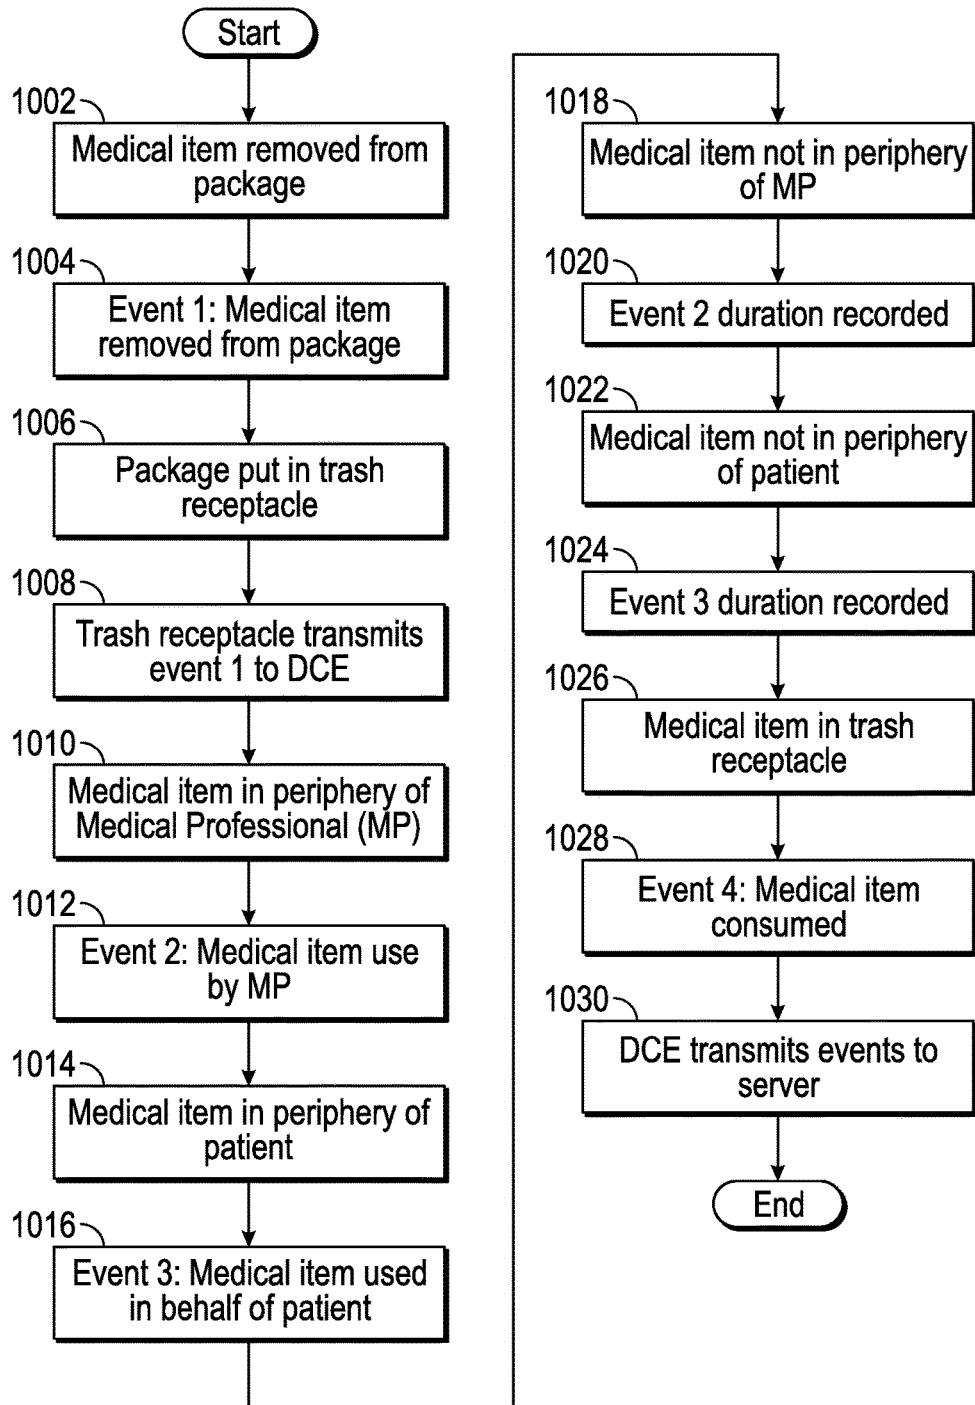 Start
1002
Medical item removed from
package
1004
Event 1: Medical item
removed from package
1006
Package put in trash
receptacle
1008
Trash receptacle transmits
event 1 to DCE
1010
Medical item in periphery of
Medical Professional (MP)
1012
Event 2: Medical item use
by MP
1014
Medical item in periphery of
patient
1016
Event 3: Medical item used
in behalf of patient
1018
Medical item not in periphery
of MP
1020
Event 2 duration recorded
1022
Medical item not in periphery
of patient
1024
Event 3 duration recorded
1026
Medical item in trash
receptacle
1028
Event 4: Medical item
consumed
1030
DCE transmits events to
server
End